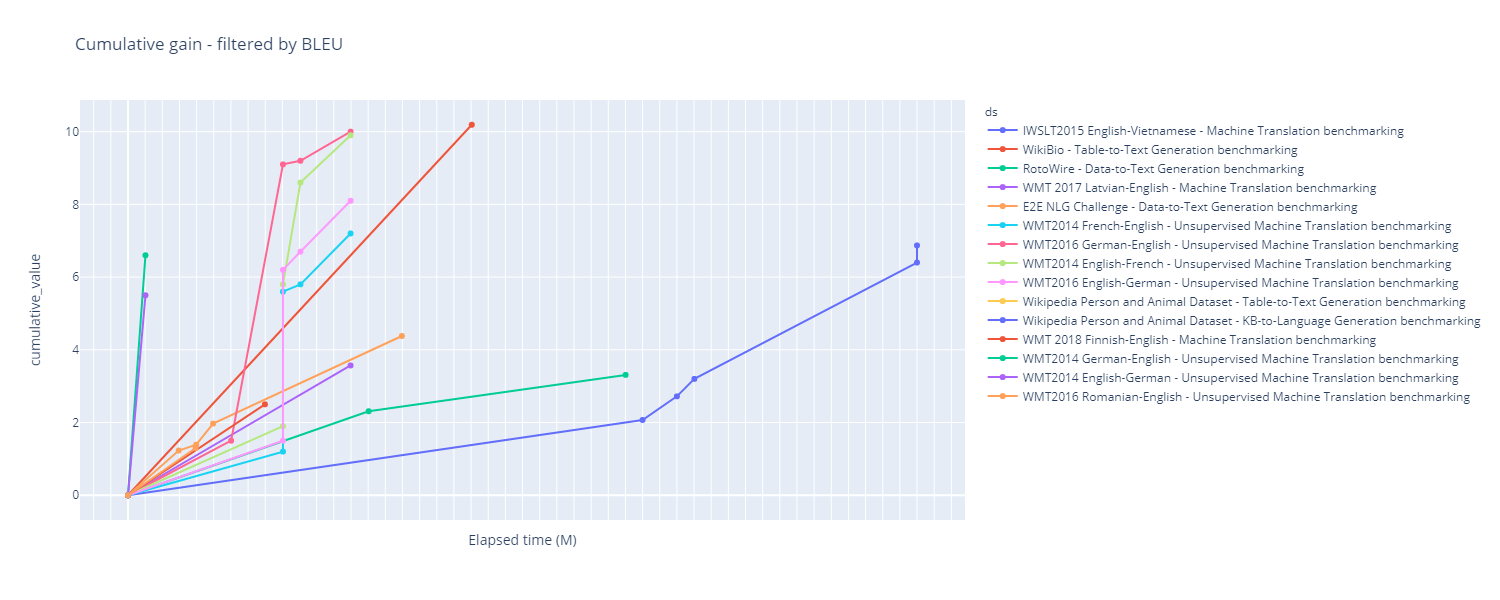 Cumulative gain - filtered by BLEU
10
8
6
4
2
0
cumulative_value
Elapsed time (M)
ds
IWSLT2015 English-Vietnamese - Machine Translation benchmarking
WikiBio - Table-to-Text Generation benchmarking
RotoWire - Data-to-Text Generation benchmarking
WMT 2017 Latvian-English - Machine Translation benchmarking
E2E NLG Challenge - Data-to-Text Generation benchmarking
WMT2014 French-English - Unsupervised Machine Translation benchmarking
WMT2016 German-English - Unsupervised Machine Translation benchmarking
WMT2014 English-French - Unsupervised Machine Translation benchmarking
WMT2016 English-German - Unsupervised Machine Translation benchmarking
Wikipedia Person and Animal Dataset - Table-to-Text Generation benchmarking
Wikipedia Person and Animal Dataset - KB-to-Language Generation benchmarking
WMT 2018 Finnish-English - Machine Translation benchmarking
WMT2014 German-English - Unsupervised Machine Translation benchmarking
WMT2014 English-German - Unsupervised Machine Translation benchmarking
WMT2016 Romanian-English - Unsupervised Machine Translation benchmarking